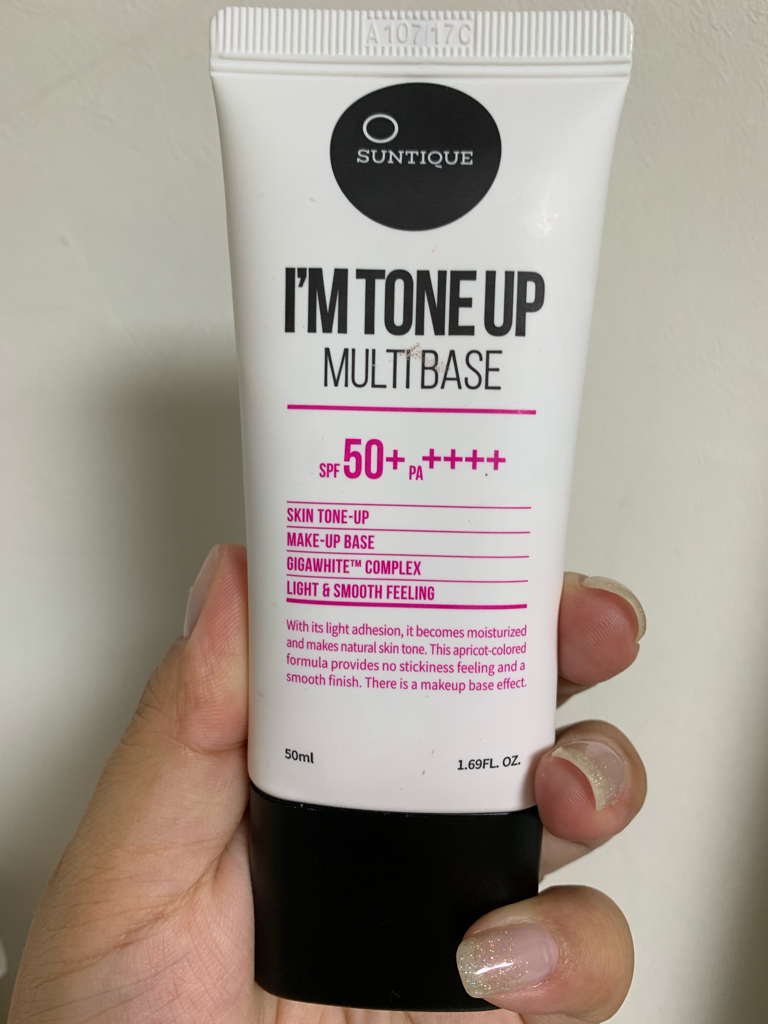 A10717C
SUNTIQUE
I'M TONE UP
MULTI BASE
SPF 50+ PA ++++
SKIN TONE-UP
MAKE-UP BASE
GIGAWHITE™ COMPLEX
LIGHT & SMOOTH FEELING
With its light adhesion, it becomes moisturized
and makes natural skin tone. This apricot-colored
formula provides no stickiness feeling and a
smooth finish. There is a makeup base effect.
50ml 1.69FL. OZ.